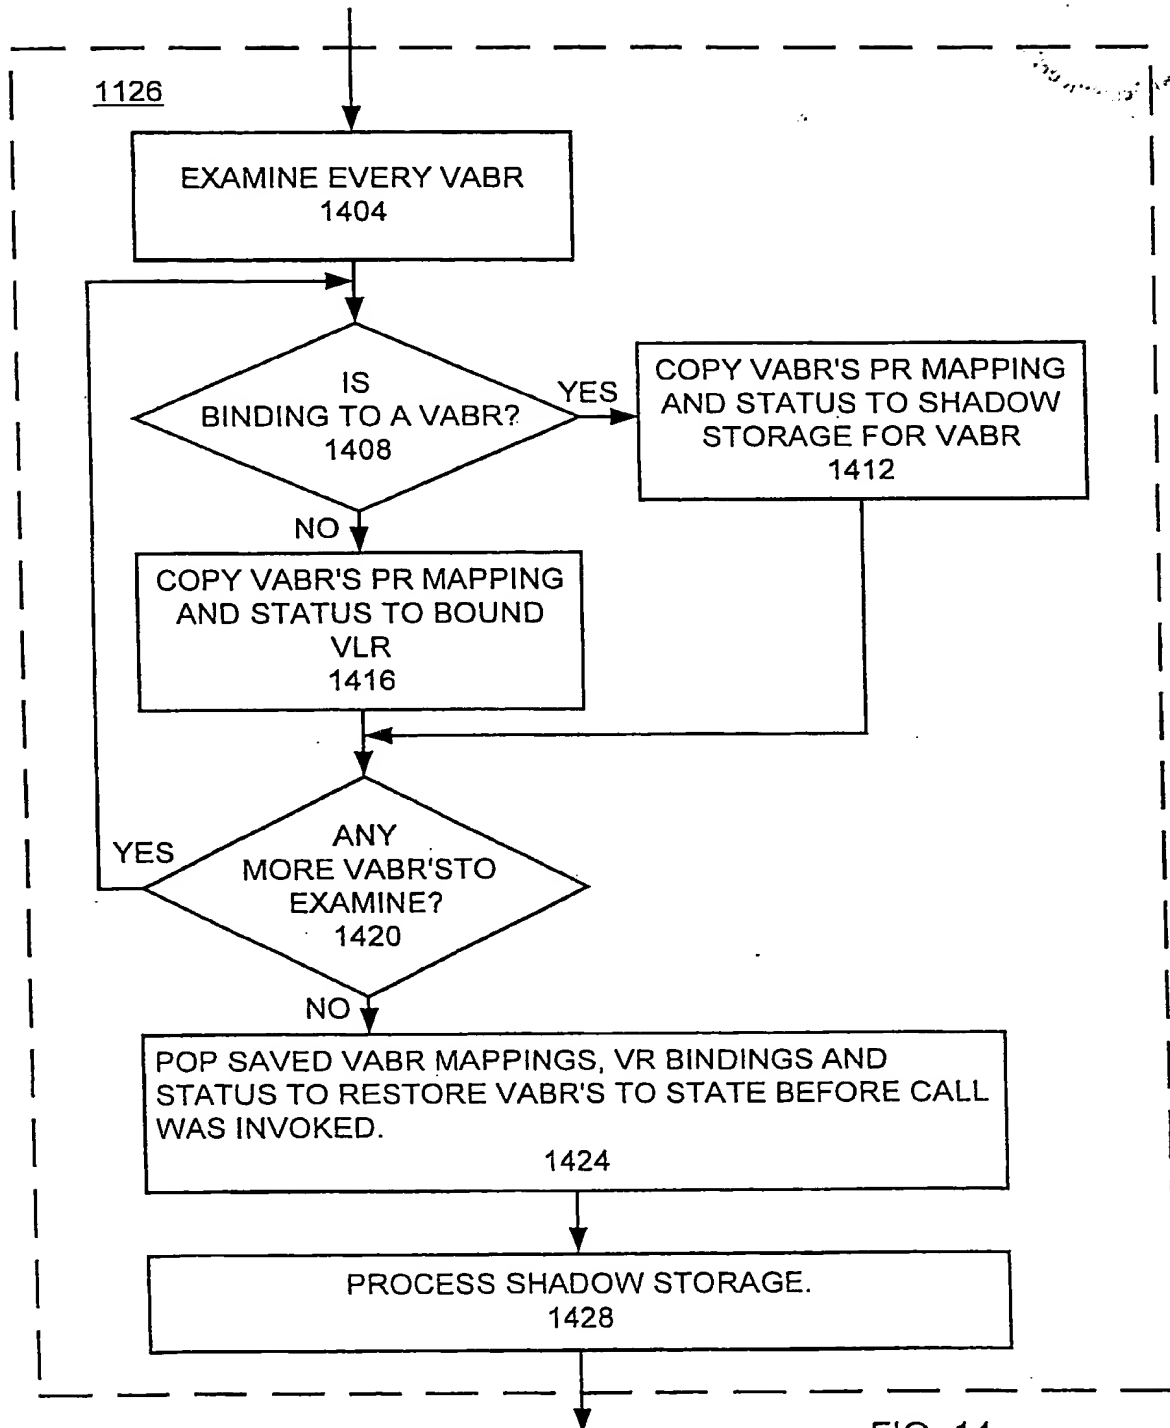 1126
EXAMINE EVERY VABR
1404
IS
BINDING TO A VABR?
1408
YES
COPY VABR'S PR MAPPING
AND STATUS TO SHADOW
STORAGE FOR VABR
1412
NO
COPY VABR'S PR MAPPING
AND STATUS TO BOUND
VLR
1416
YES
ANY
MORE VABR'STO
EXAMINE?
1420
NO
POP SAVED VABR MAPPINGS, VR BINDINGS AND
STATUS TO RESTORE VABR'S TO STATE BEFORE CALL
WAS INVOKED.
1424
PROCESS SHADOW STORAGE.
1428
FIG. 14